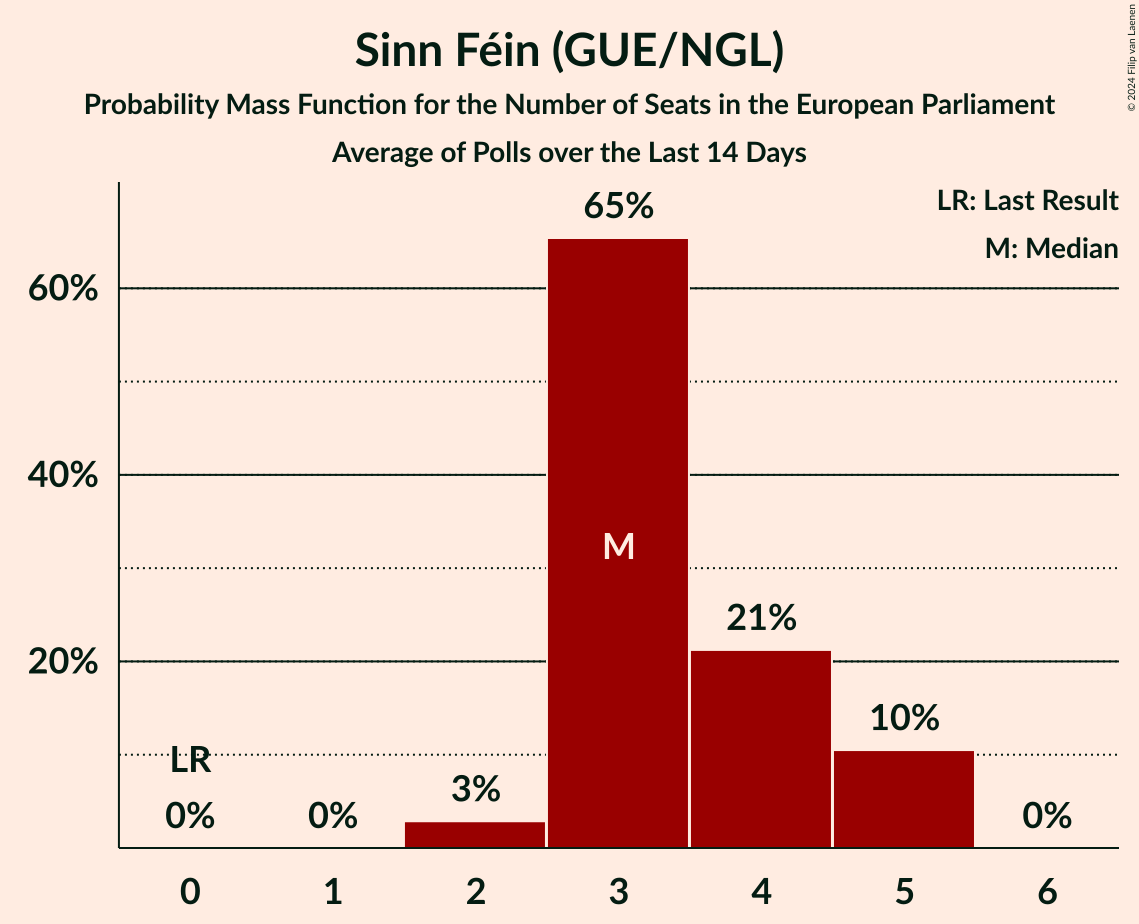 Sinn Féin (GUE/NGL)
Probability Mass Function for the Number of Seats in the European Parliament
Average of Polls over the Last 14 Days
© 2024 Filip van Laenen
LR: Last Result
M: Median
65%
60%
40%
M
21%
20%
10%
LR
3%
0%
0%
0%
0
1
2
3
4
5
6